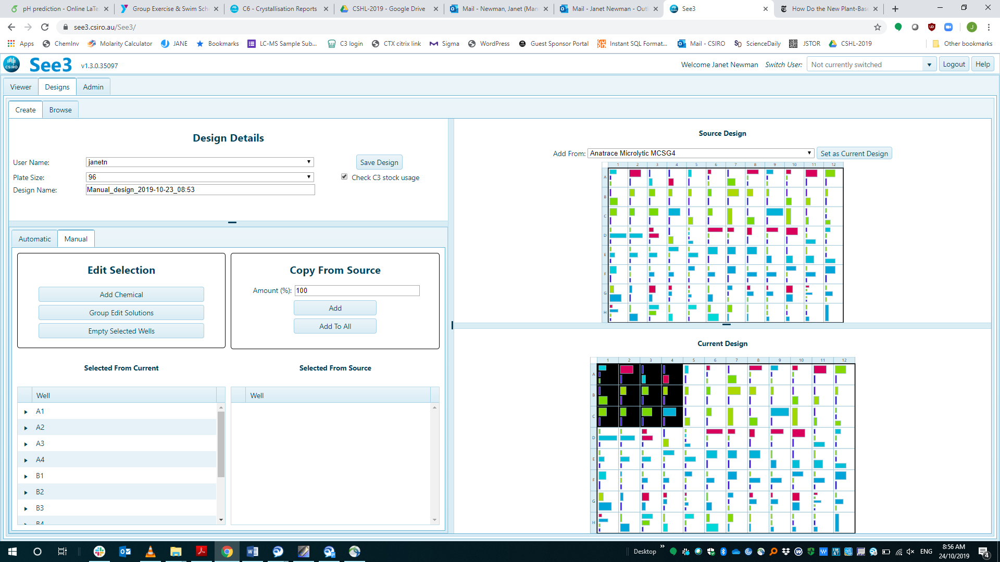 pH prediction - Online LaTe
Group Exercise & Swim Sch
C6 - Crystallisation Reports
CSHL-2019 - Google Drive
Mail - Newman, Janet (Man
Mail - Janet Newman - Outl
See3
How Do the New Plant-Bas
see3.csiro.au/See3/
J
Apps
ChemInv
Molarity Calculator
JANE
Bookmarks
LC-MS Sample Sub...
C3 login
CTX citrix link
Sigma
WordPress
Guest Sponsor Portal
Instant SQL Format...
Mail - CSIRO
ScienceDaily
JSTOR
CSHL-2019
Other bookmarks
CSIRO
See3 v1.3.0.35097
Welcome Janet Newman Switch User: Not currently switched Logout Help
Viewer Designs Admin
Create Browse
Design Details
User Name: janetn
Save Design
Plate Size: 96
Check C3 stock usage
Design Name: Manual_design_2019-10-23_08:53
Automatic Manual
Edit Selection
Add Chemical
Group Edit Solutions
Empty Selected Wells
Copy From Source
Amount (%): 100
Add
Add To All
Selected From Current
Well
A1
A2
A3
A4
B1
B2
B3
B4
Selected From Source
Well
Source Design
Add From: Anatrace Microlytic MCSG4 Set as Current Design
1 2 3 4 5 6 7 8 9 10 11 12
A
B
C
D
E
F
G
H
Current Design
1 2 3 4 5 6 7 8 9 10 11 12
A
B
C
D
E
F
G
H
Desktop
ENG
8:56 AM
24/10/2019
4